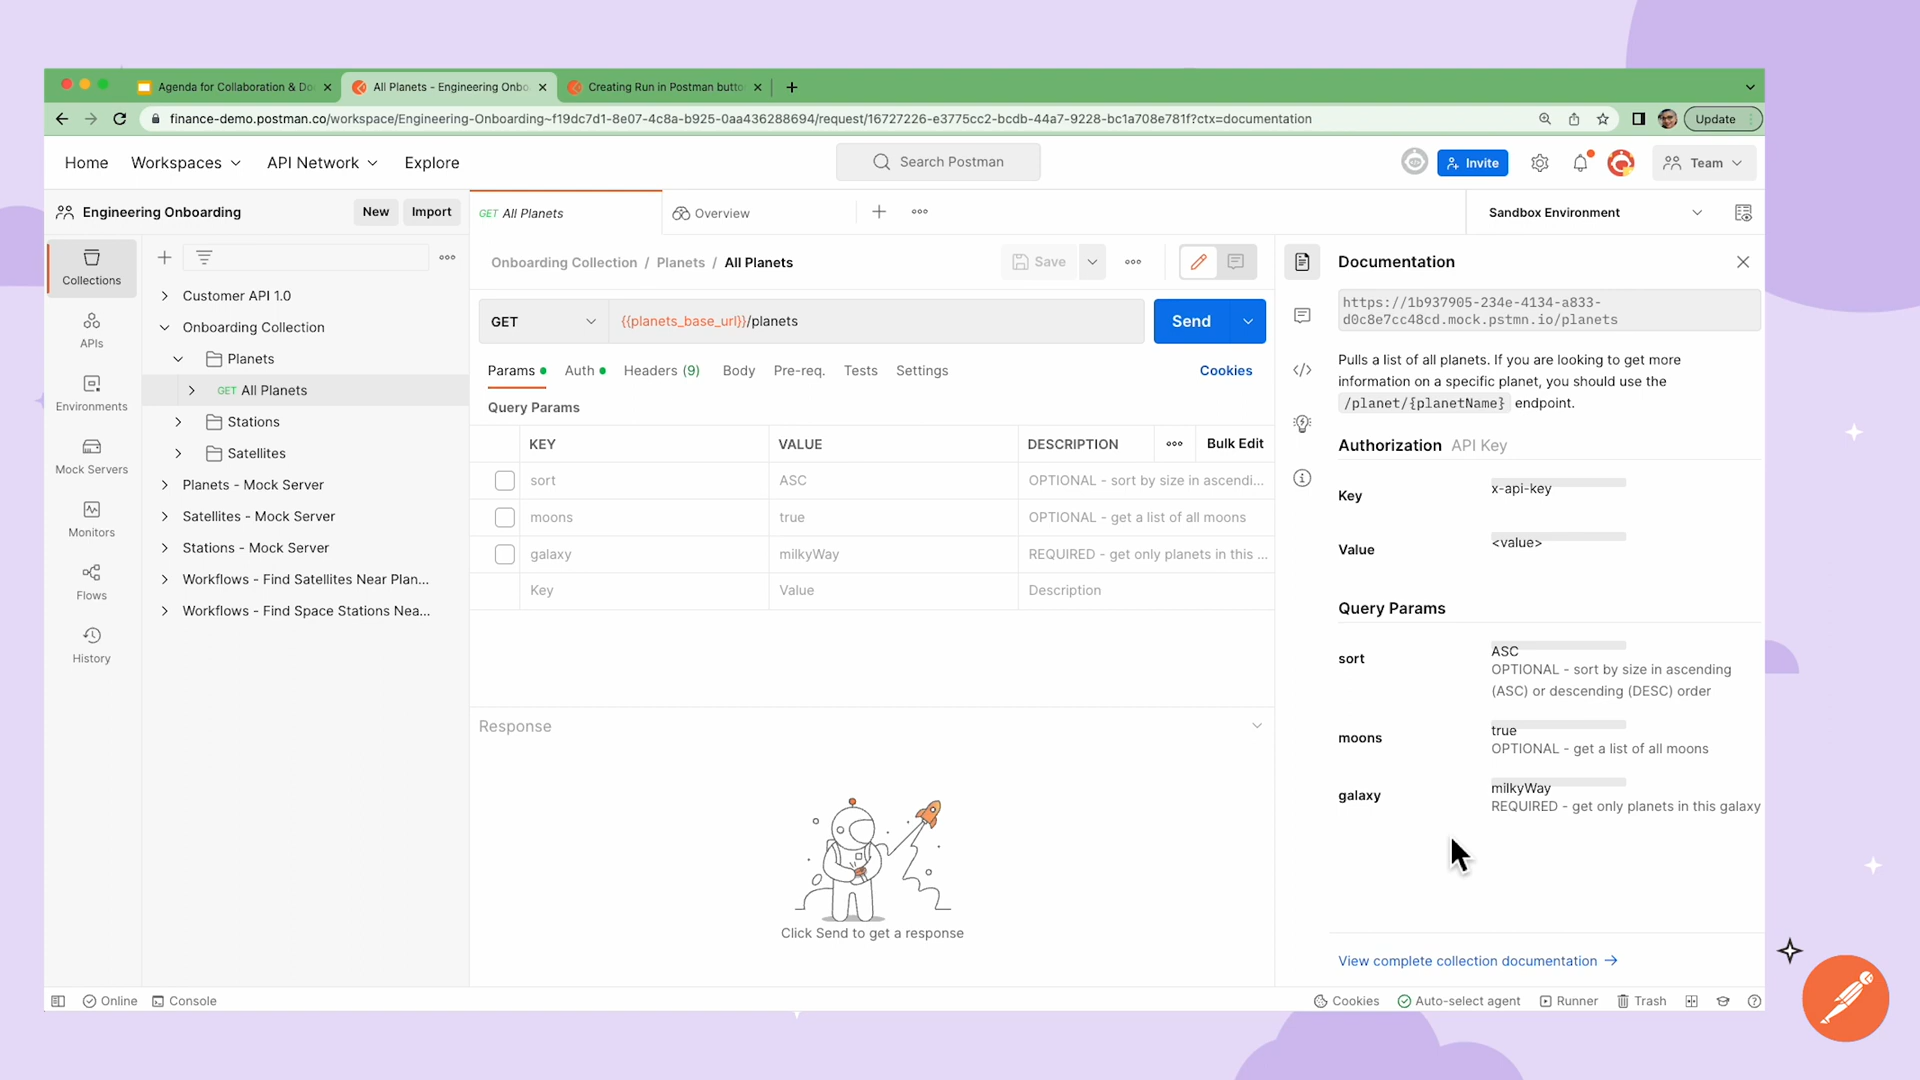 Agenda for Collaboration & Do
All Planets - Engineering Onbo
Creating Run in Postman butto
finance-demo.postman.co/workspace/Engineering-Onboarding~f19dc7d1-8e07-4c8a-b925-0aa436288694/request/16727226-e3775cc2-bcdb-44a7-9228-bc1a708e781f?ctx=documentation
Update
Home
Workspaces
API Network
Explore
Search Postman
Invite
Team
Engineering Onboarding
New
Import
GET All Planets
Overview
Sandbox Environment
Collections
APIs
Environments
Mock Servers
Monitors
Flows
History
Customer API 1.0
Onboarding Collection
Planets
GET All Planets
Stations
Satellites
Planets - Mock Server
Satellites - Mock Server
Stations - Mock Server
Workflows - Find Satellites Near Plan...
Workflows - Find Space Stations Nea...
Onboarding Collection / Planets / All Planets
Save
GET
{{planets_base_url}}/planets
Send
Params
Auth
Headers (9)
Body
Pre-req.
Tests
Settings
Cookies
Query Params
KEY VALUE DESCRIPTION
Bulk Edit
sort ASC OPTIONAL - sort by size in ascendi...
moons true OPTIONAL - get a list of all moons
galaxy milkyWay REQUIRED - get only planets in this ...
Key Value Description
Response
Click Send to get a response
Documentation
https://1b937905-234e-4134-a833-
d0c8e7cc48cd.mock.pstmn.io/planets
Pulls a list of all planets. If you are looking to get more
information on a specific planet, you should use the
/planet/{planetName} endpoint.
Authorization API Key
Key x-api-key
Value <value>
Query Params
sort ASC
OPTIONAL - sort by size in ascending
(ASC) or descending (DESC) order
moons true
OPTIONAL - get a list of all moons
galaxy milkyWay
REQUIRED - get only planets in this galaxy
View complete collection documentation →
Online
Console
Cookies
Auto-select agent
Runner
Trash